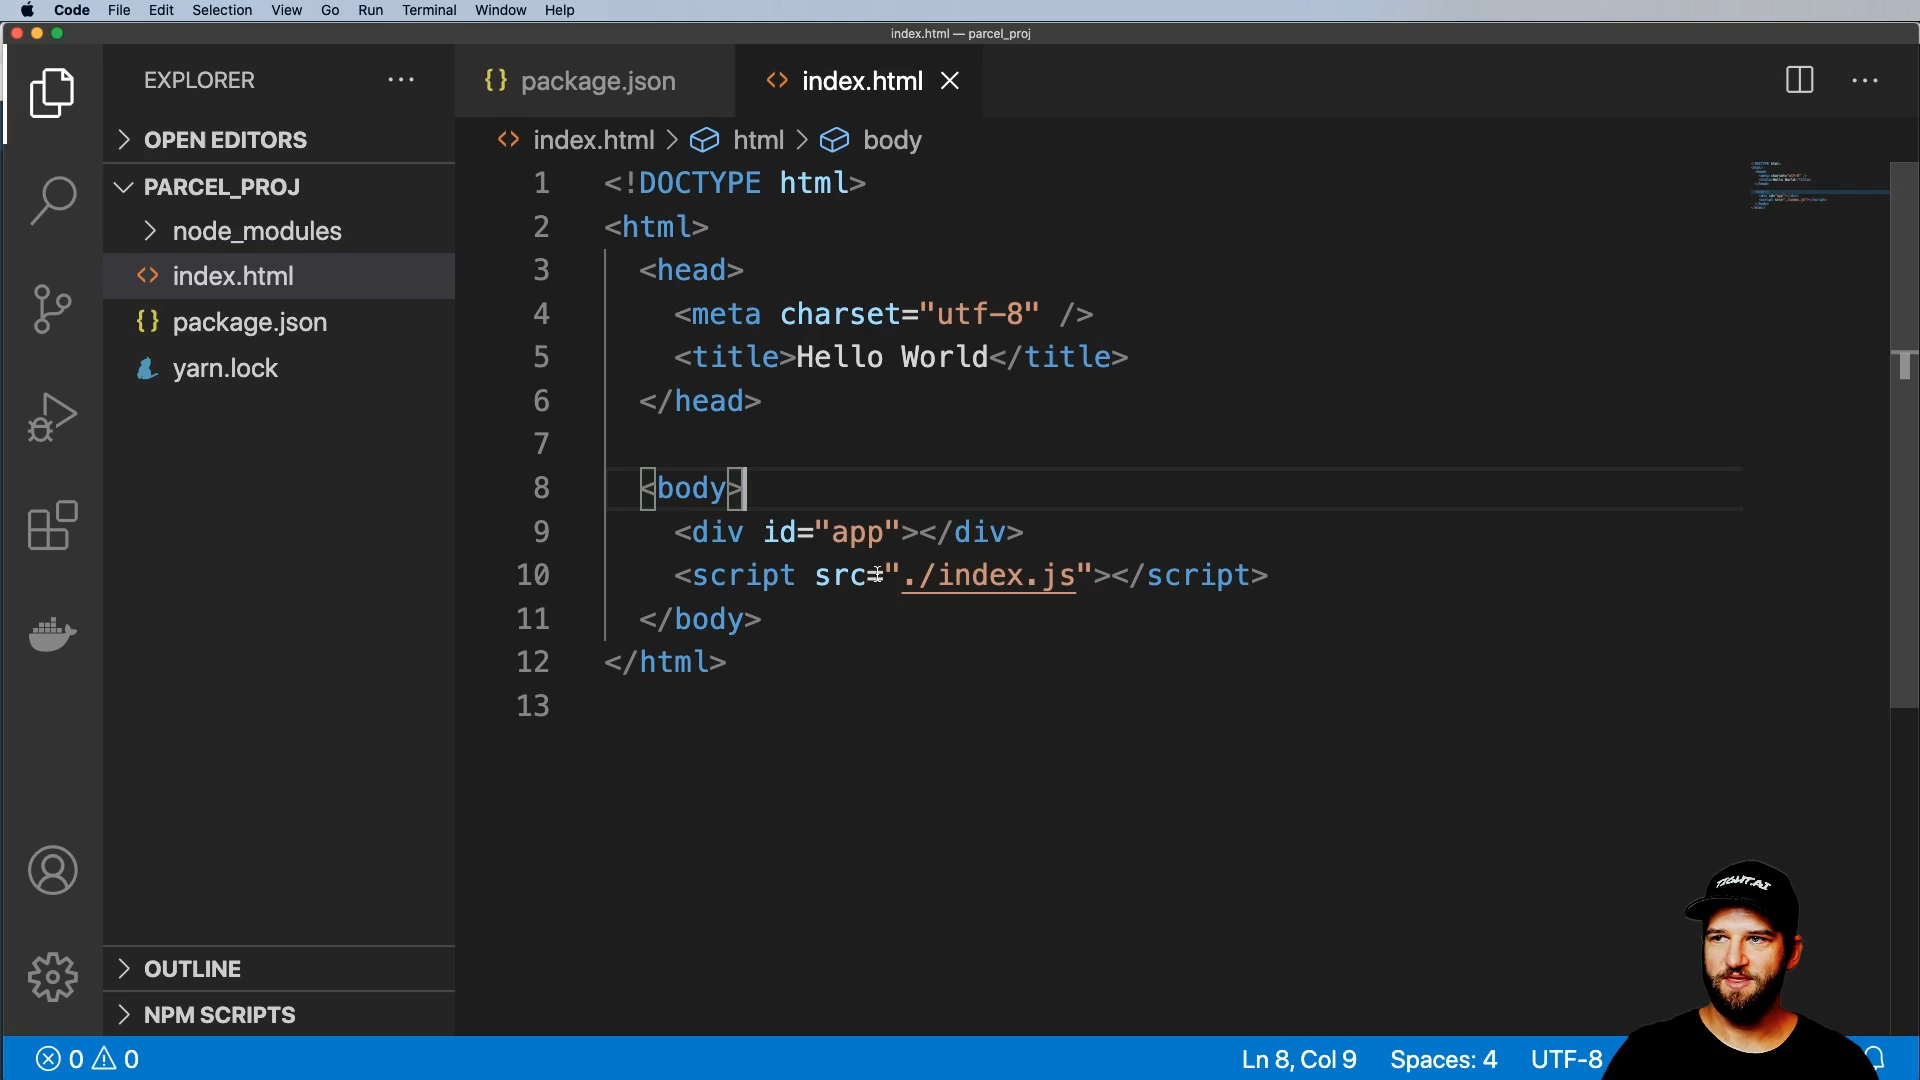 Code File Edit Selection View Go Run Terminal Window Help
index.html — parcel_proj
EXPLORER
package.json
index.html
OPEN EDITORS
index.html > html > body
PARCEL_PROJ
node_modules
index.html
package.json
yarn.lock
1 <!DOCTYPE html>
2 <html>
3 <head>
4 <meta charset="utf-8" />
5 <title>Hello World</title>
6 </head>
7
8 <body>
9 <div id="app"></div>
10 <script src="./index.js"></script>
11 </body>
12 </html>
13
TIGHT.AI
OUTLINE
NPM SCRIPTS
0 0
Ln 8, Col 9 Spaces: 4 UTF-8